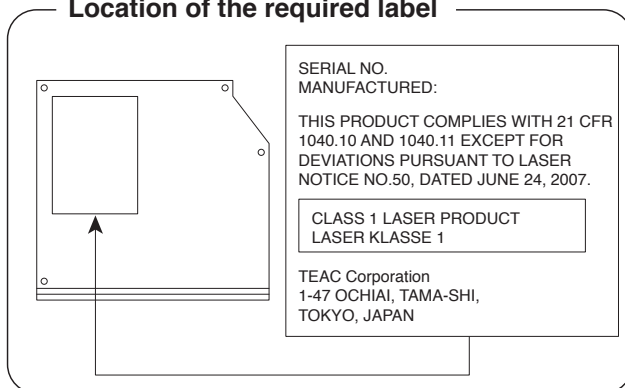 Location of the required label
SERIAL NO.
MANUFACTURED:
THIS PRODUCT COMPLIES WITH 21 CFR
1040.10 AND 1040.11 EXCEPT FOR
DEVIATIONS PURSUANT TO LASER
NOTICE NO.50, DATED JUNE 24, 2007.
CLASS 1 LASER PRODUCT
LASER KLASSE 1
TEAC Corporation
1-47 OCHIAI, TAMA-SHI,
TOKYO, JAPAN